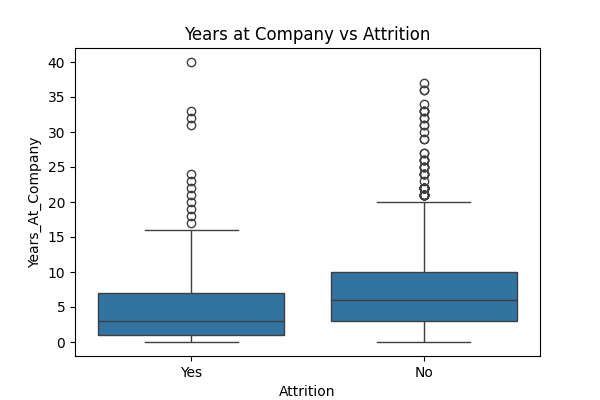 Years at Company vs Attrition
40
35
30
25
20
15
10
5
0
Years_At_Company
Yes
No
Attrition